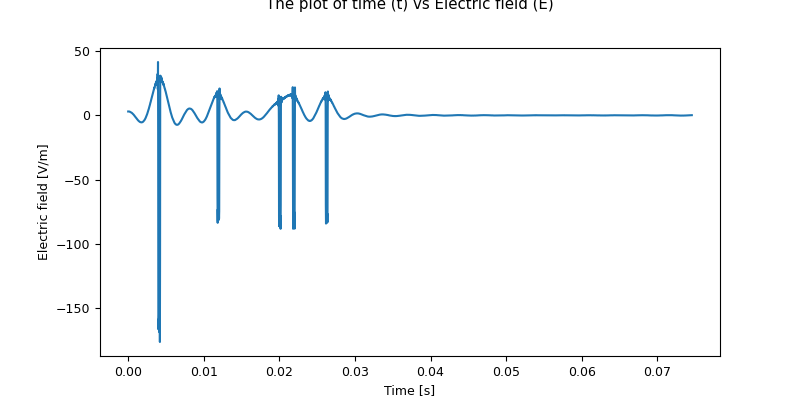 The plot of time (t) vs Electric field (E)
50
0
−50
−100
−150
Electric field [V/m]
0.00 0.01 0.02 0.03 0.04 0.05 0.06 0.07
Time [s]